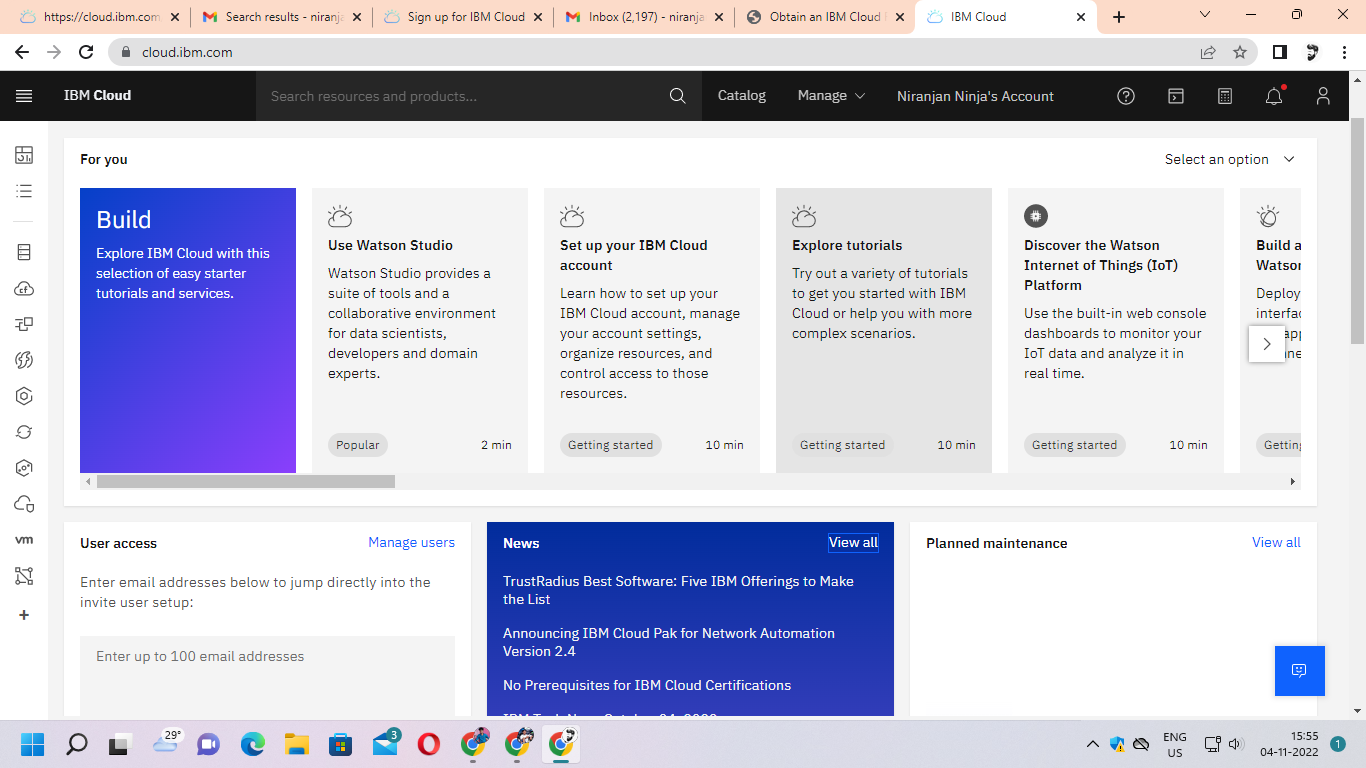 https://cloud.ibm.com
Search results - niranja
Sign up for IBM Cloud
Inbox (2,197) - niranja
Obtain an IBM Cloud
IBM Cloud
cloud.ibm.com
IBM Cloud
Search resources and products...
Catalog
Manage
Niranjan Ninja's Account
For you
Select an option
Build
Explore IBM Cloud with this
selection of easy starter
tutorials and services.
Use Watson Studio
Watson Studio provides a
suite of tools and a
collaborative environment
for data scientists,
developers and domain
experts.
Popular
2 min
Set up your IBM Cloud
account
Learn how to set up your
IBM Cloud account, manage
your account settings,
organize resources, and
control access to those
resources.
Getting started
10 min
Explore tutorials
Try out a variety of tutorials
to get you started with IBM
Cloud or help you with more
complex scenarios.
Getting started
10 min
Discover the Watson
Internet of Things (IoT)
Platform
Use the built-in web console
dashboards to monitor your
IoT data and analyze it in
real time.
Getting started
10 min
Build a
Watson
Deploy
interfac
Getting
cf
vm
User access
Manage users
Enter email addresses below to jump directly into the
invite user setup:
Enter up to 100 email addresses
News
View all
TrustRadius Best Software: Five IBM Offerings to Make
the List
Announcing IBM Cloud Pak for Network Automation
Version 2.4
No Prerequisites for IBM Cloud Certifications
Planned maintenance
View all
29°
3
ENG
US
15:55
04-11-2022
1